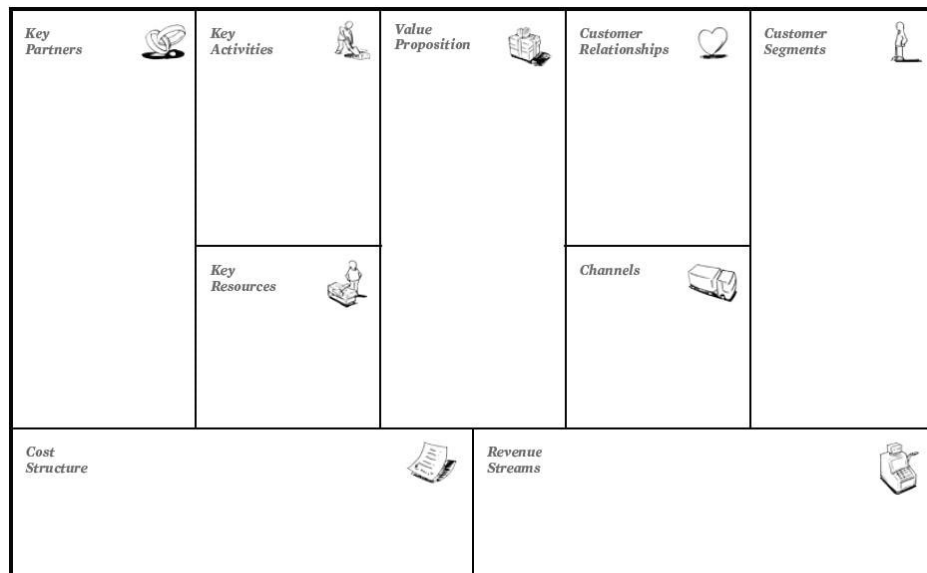 Key
Partners
Key
Activities
Value
Proposition
Customer
Relationships
Customer
Segments
Key
Resources
Channels
Cost
Structure
Revenue
Streams